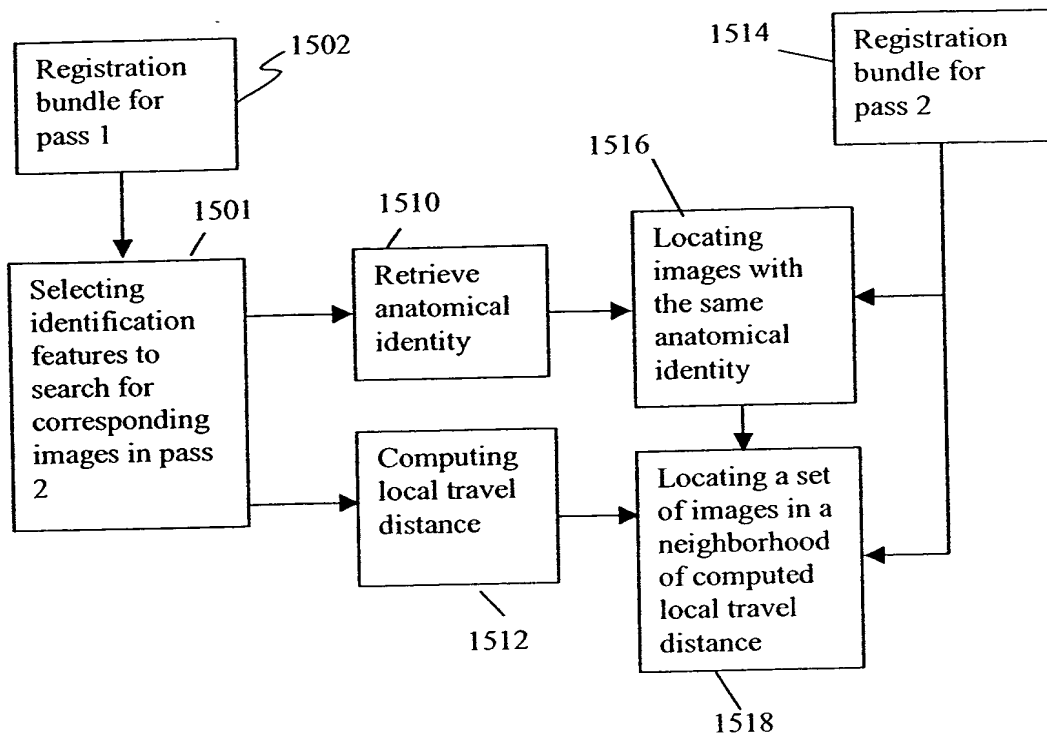 1502
Registration
bundle for
pass 1
1514
Registration
bundle for
pass 2
1516
1501
1510
Selecting
identification
features to
search for
corresponding
images in pass
2
Retrieve
anatomical
identity
Locating
images with
the same
anatomical
identity
Computing
local travel
distance
Locating a set
of images in a
neighborhood
of computed
local travel
distance
1512
1518